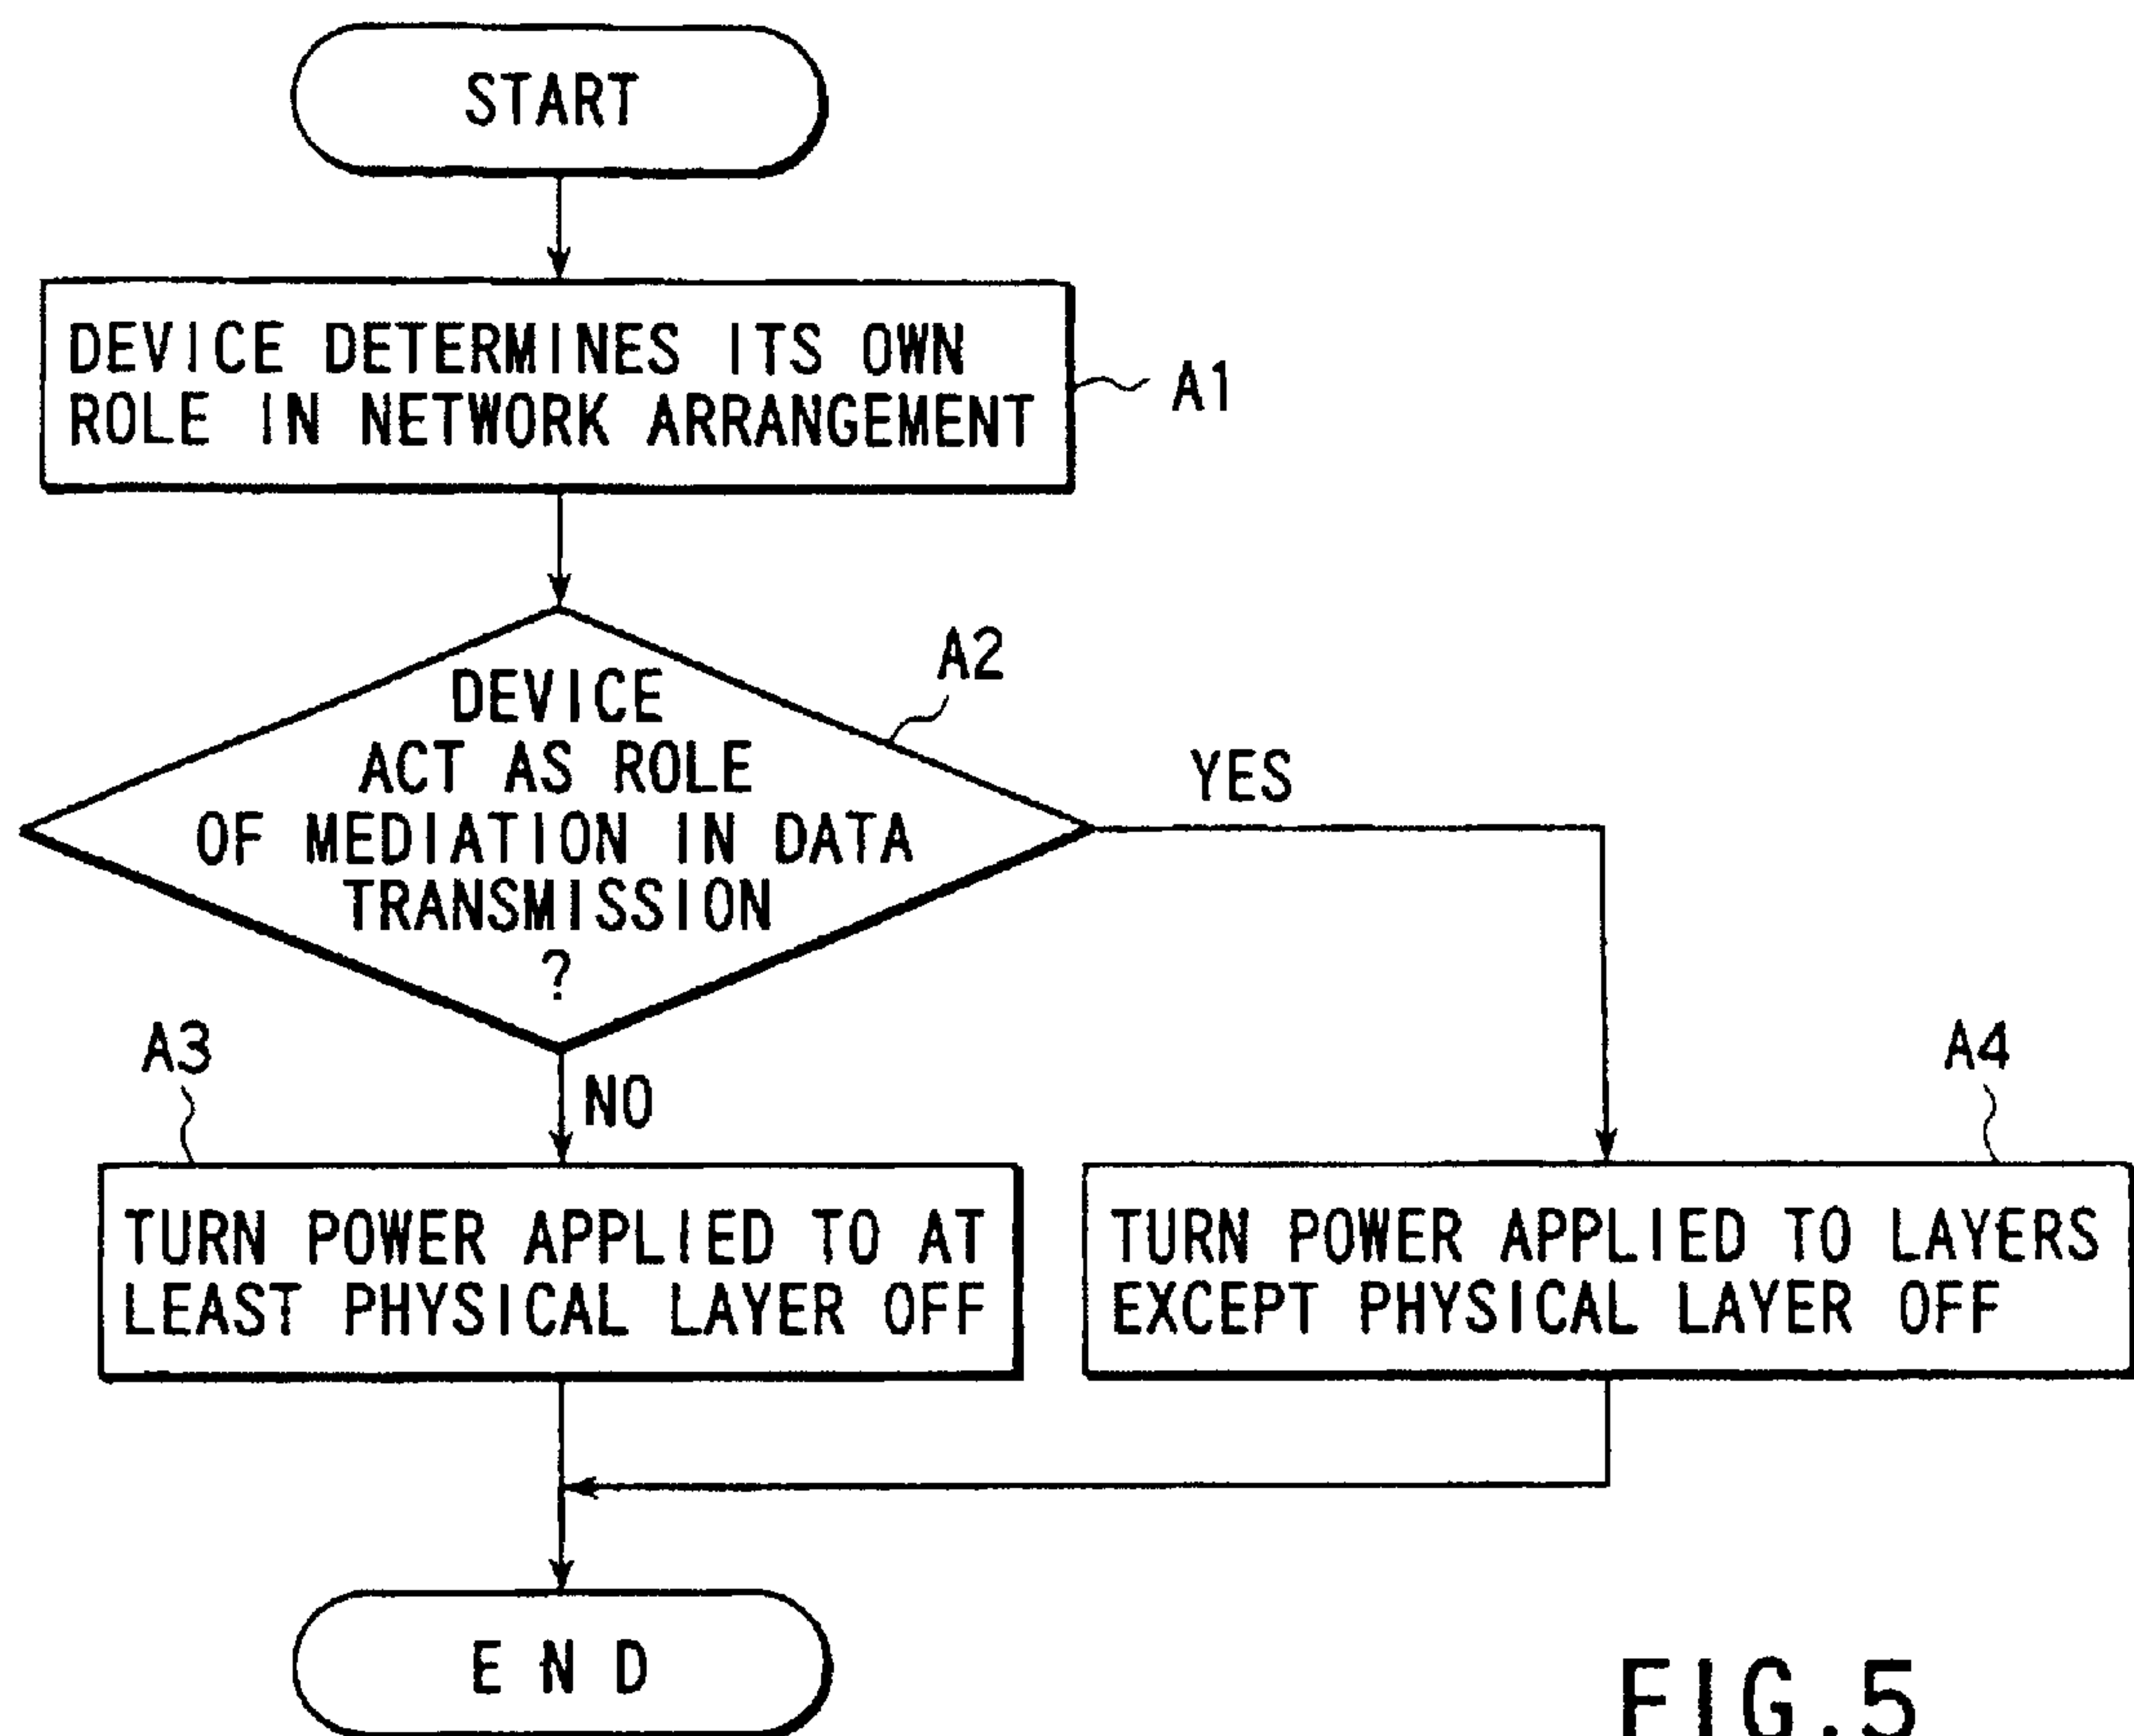 START
DEVICE DETERMINES ITS OWN
ROLE IN NETWORK ARRANGEMENT
A1
A2
DEVICE
ACT AS ROLE
OF MEDIATION IN DATA
TRANSMISSION
?
YES
NO
A3
TURN POWER APPLIED TO AT
LEAST PHYSICAL LAYER OFF
A4
TURN POWER APPLIED TO LAYERS
EXCEPT PHYSICAL LAYER OFF
END
FIG.5